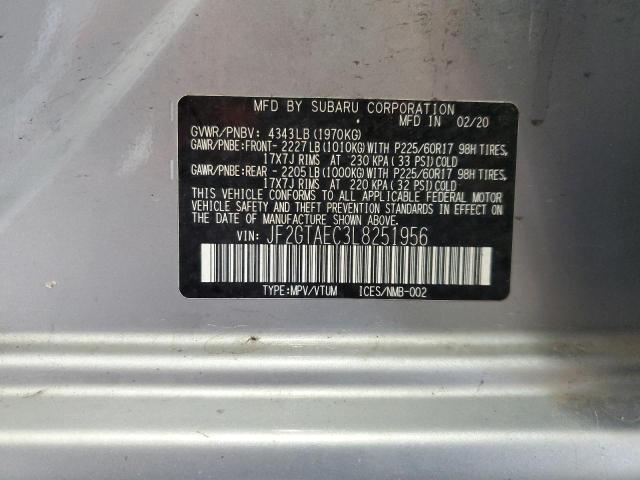 MFD BY SUBARU CORPORATION
MFD IN 02/20
GVWR/PNBV: 4343LB(1970KG)
GAWR/PNBE:FRONT- 2227LB(1010KG)WITH P225/60R17 98H TIRES,
17X7J RIMS AT 230 KPA(33 PSI)COLD
GAWR/PNBE:REAR - 2205LB(1000KG)WITH P225/60R17 98H TIRES,
17X7J RIMS AT 220 KPA(32 PSI)COLD
THIS VEHICLE CONFORMS TO ALL APPLICABLE FEDERAL MOTOR
VEHICLE SAFETY AND THEFT PREVENTION STANDARDS IN EFFECT
ON THE DATE OF MANUFACTURE SHOWN ABOVE.
VIN: JF2GTAEC3L8251956
TYPE:MPV/VTUM ICES/NMB-002